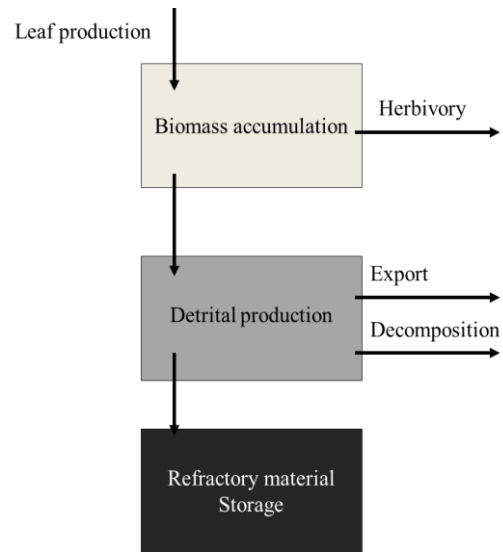 Leaf production
Biomass accumulation
Herbivory
Export
Detrital production
Decomposition
Refractory material
Storage